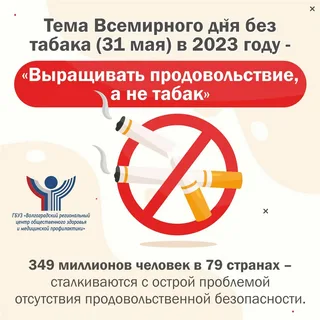 Тема Всемирного дня без
табака (31 мая) в 2023 году -
«Выращивать продовольствие,
а не табак»
ГБУЗ «Волгоградский региональный
центр общественного здоровья
и медицинской профилактики»
349 миллионов человек в 79 странах –
сталкиваются с острой проблемой
отсутствия продовольственной безопасности.